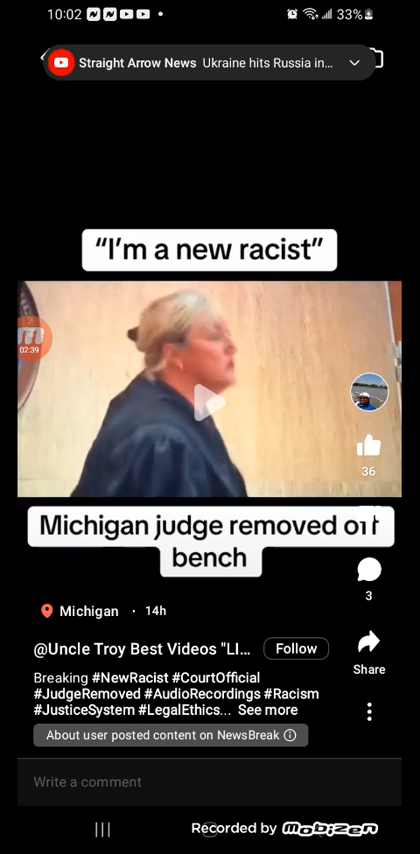 10:02
33%
Straight Arrow News Ukraine hits Russia in...
"I'm a new racist"
02:39
36
Michigan judge removed off
bench
3
Michigan · 14h
@Uncle Troy Best Videos "LI... Follow
Share
Breaking #NewRacist #CourtOfficial
#JudgeRemoved #AudioRecordings #Racism
#JusticeSystem #LegalEthics... See more
About user posted content on NewsBreak
Write a comment
Recorded by MOBIZEN